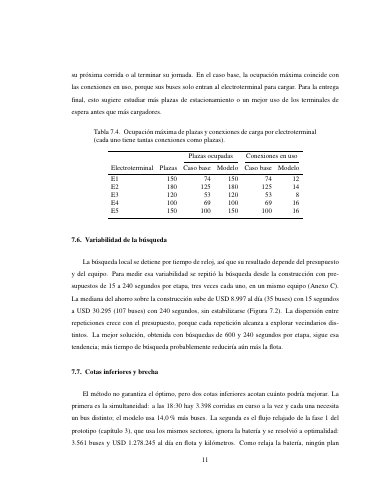 su próxima corrida o al terminar su jornada. En el caso base, la ocupación máxima coincide con
las conexiones en uso, porque sus buses solo entran al electroterminal para cargar. Para la entrega
final, esto sugiere estudiar más plazas de estacionamiento o un mejor uso de los terminales de
espera antes que más cargadores.
Tabla 7.4. Ocupación máxima de plazas y conexiones de carga por electroterminal
(cada uno tiene tantas conexiones como plazas).
Plazas ocupadas Conexiones en uso
Electroterminal Plazas Caso base Modelo Caso base Modelo
E1 150 74 150 74 12
E2 180 125 180 125 14
E3 120 53 120 53 8
E4 100 69 100 69 16
E5 150 100 150 100 16
7.6. Variabilidad de la búsqueda
La búsqueda local se detiene por tiempo de reloj, así que su resultado depende del presupuesto
y del equipo. Para medir esa variabilidad se repitió la búsqueda desde la construcción con pre-
supuestos de 15 a 240 segundos por etapa, tres veces cada uno, en un mismo equipo (Anexo C).
La mediana del ahorro sobre la construcción sube de USD 8.997 al día (35 buses) con 15 segundos
a USD 30.295 (107 buses) con 240 segundos, sin estabilizarse (Figura 7.2). La dispersión entre
repeticiones crece con el presupuesto, porque cada repetición alcanza a explorar vecindarios dis-
tintos. La mejor solución, obtenida con búsquedas de 600 y 240 segundos por etapa, sigue esa
tendencia; más tiempo de búsqueda probablemente reduciría aún más la flota.
7.7. Cotas inferiores y brecha
El método no garantiza el óptimo, pero dos cotas inferiores acotan cuánto podría mejorar. La
primera es la simultaneidad: a las 18:30 hay 3.398 corridas en curso a la vez y cada una necesita
un bus distinto; el modelo usa 14,0 % más buses. La segunda es el flujo relajado de la fase 1 del
prototipo (capítulo 3), que usa los mismos sectores, ignora la batería y se resolvió a optimalidad:
3.561 buses y USD 1.278.245 al día en flota y kilómetros. Como relaja la batería, ningún plan
11